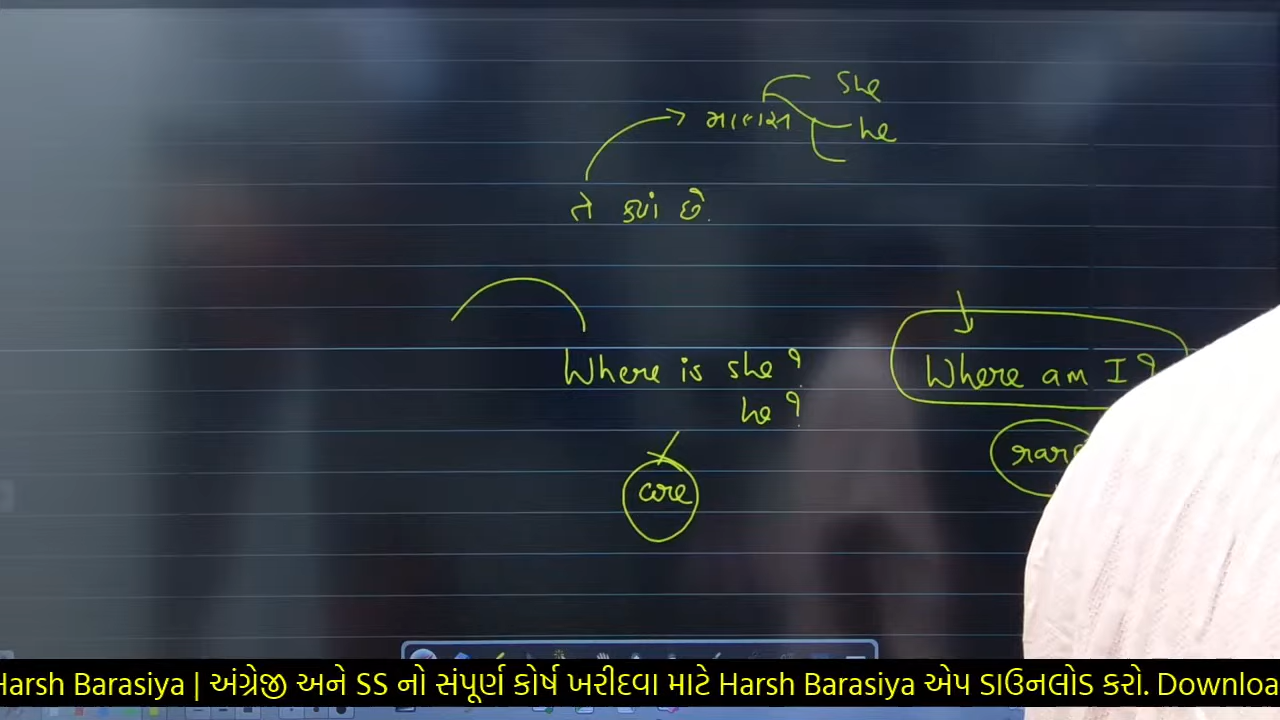 she
માણસ
he
તે ક્યાં છે.
Where is she?
he?
Where am I?
are
Harsh Barasiya | અંગ્રેજી અને SS નો સંપૂર્ણ કોર્ષ ખરીદવા માટે Harsh Barasiya એપ ડાઉનલોડ કરો.